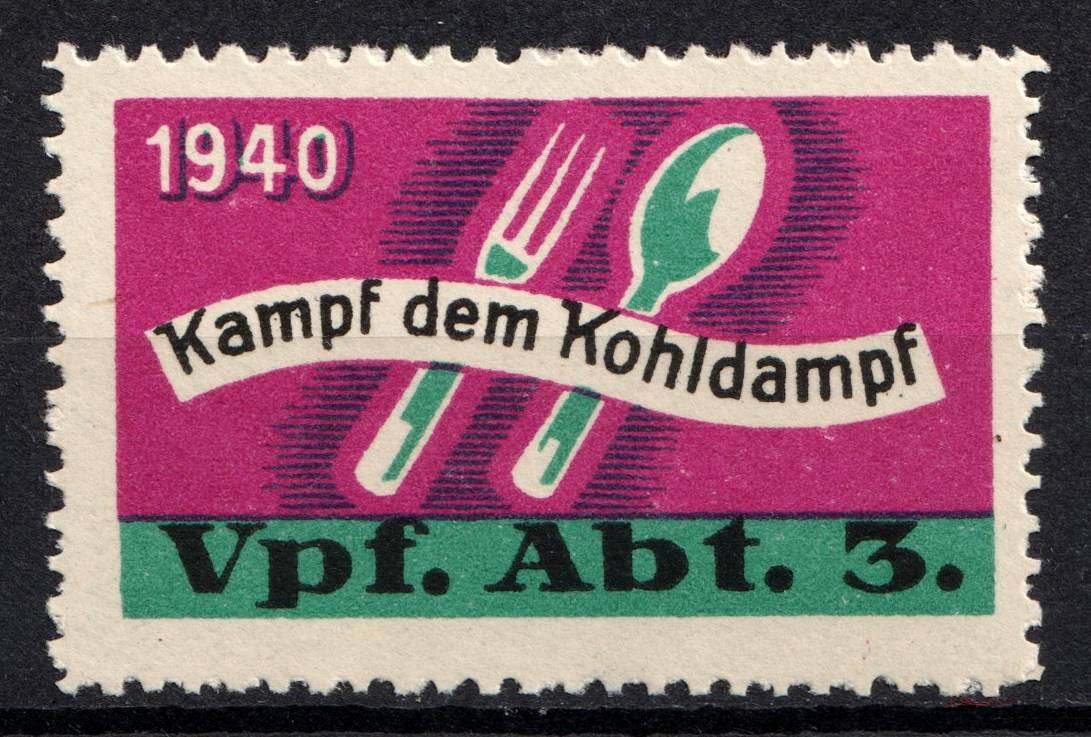 1940
Kampf dem Kohldampf
Vpf. Abt. 3.